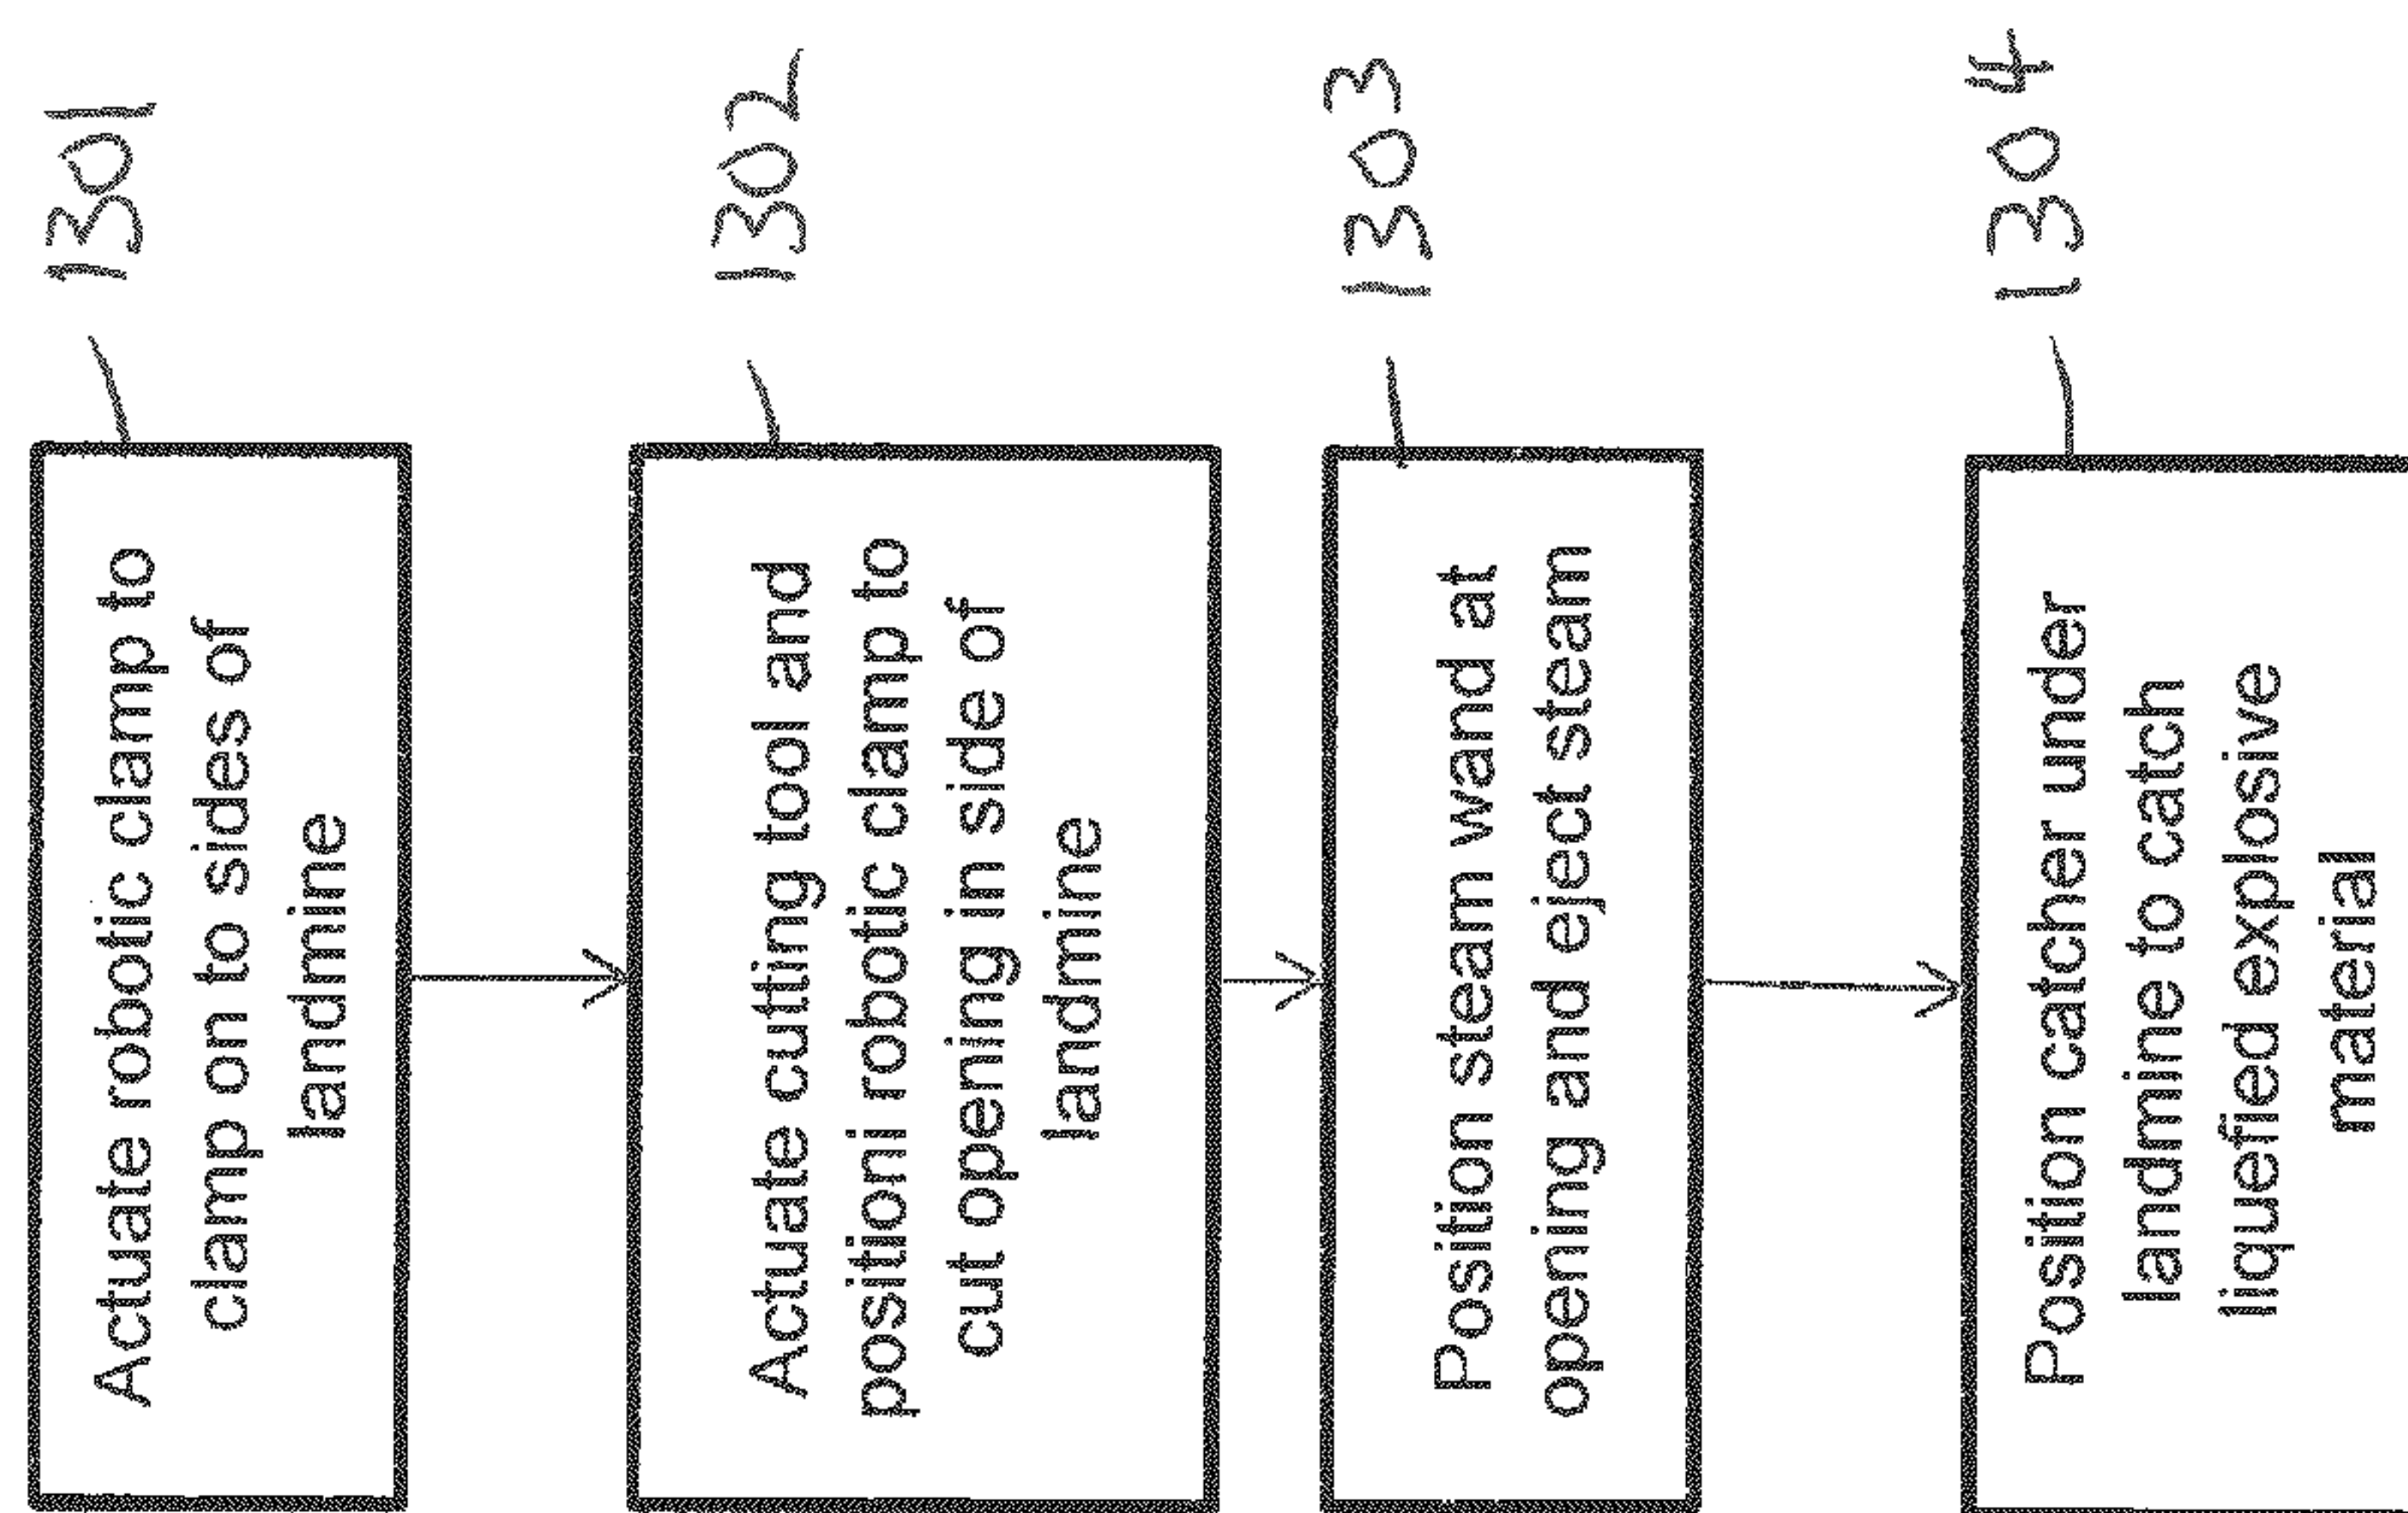 Actuate robotic clamp to
clamp on to sides of
landmine
1301
Actuate cutting tool and
positioni robotic clamp to
cut opening in side of
landmine
1302
Position steam wand at
opening and eject steam
1303
Position catcher under
landmine to catch
liquefied explosive
material
1304